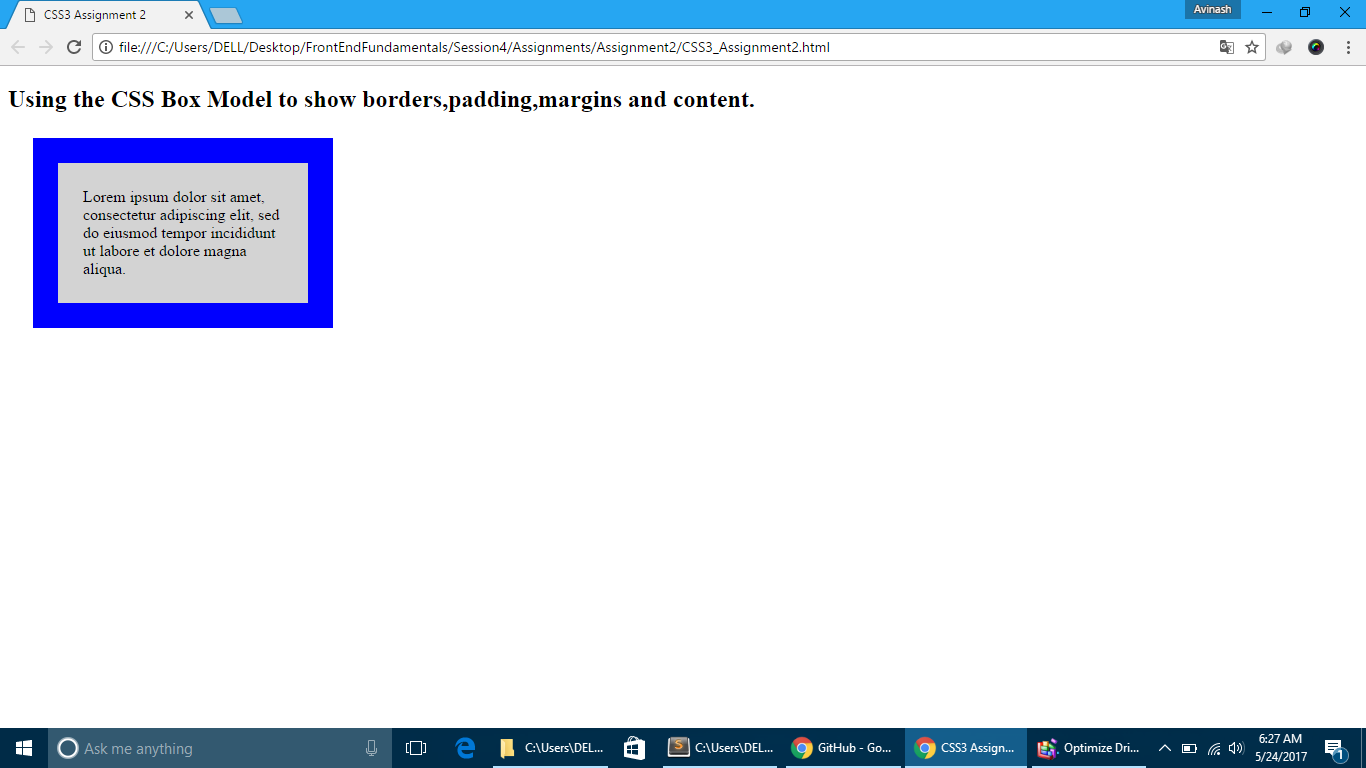 CSS3 Assignment 2
Avinash
file:///C:/Users/DELL/Desktop/FrontEndFundamentals/Session4/Assignments/Assignment2/CSS3_Assignment2.html
Using the CSS Box Model to show borders,padding,margins and content.
Lorem ipsum dolor sit amet,
consectetur adipiscing elit, sed
do eiusmod tempor incididunt
ut labore et dolore magna
aliqua.
Ask me anything
C:\Users\DEL...
C:\Users\DEL...
GitHub - Go...
CSS3 Assign...
Optimize Dri...
6:27 AM
5/24/2017
1